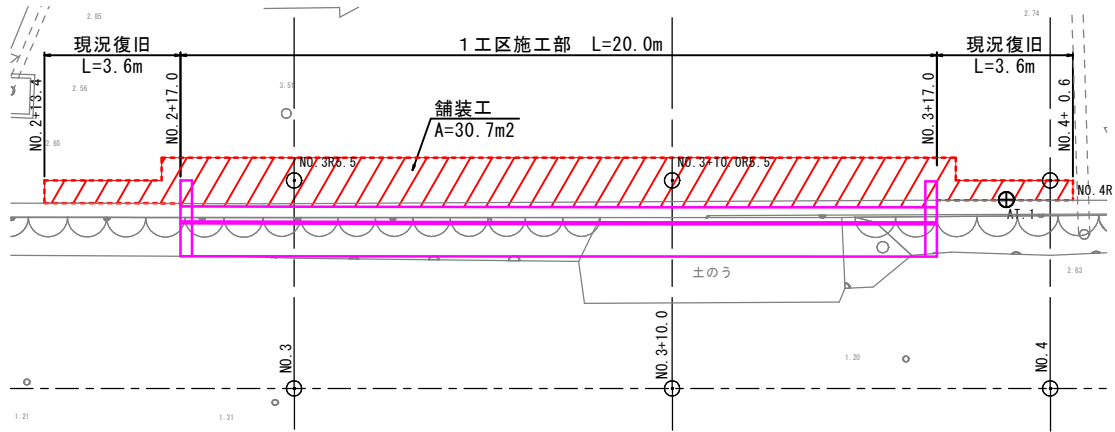 2.85
2.74
現況復旧
L=3.6m
1工区施工部 L=20.0m
現況復旧
L=3.6m
NO.2+13.4
NO.2+17.0
NO.3+17.0
NO.4+ 0.6
2.56
3.51
2.65
舗装工
A=30.7m2
NO.3R5.5
NO.3+10.0R5.5
NO.4R
AT.1
土のう
2.63
NO.3
NO.3+10.0
NO.4
1.20
1.21
1.31